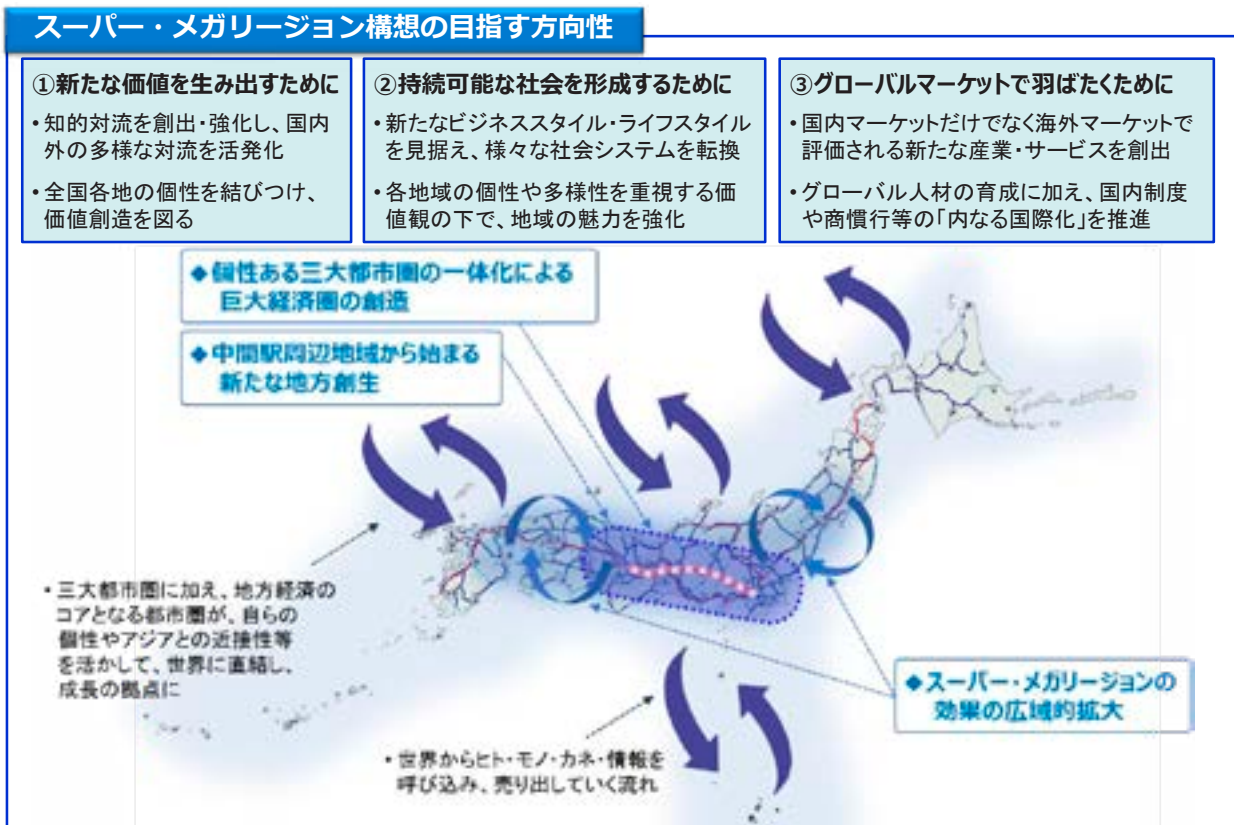 スーパー・メガリージョン構想の目指す方向性
①新たな価値を生み出すために
・知的対流を創出・強化し、国内
外の多様な対流を活発化
・全国各地の個性を結びつけ、
価値創造を図る
②持続可能な社会を形成するために
・新たなビジネススタイル・ライフスタイル
を見据え、様々な社会システムを転換
・各地域の個性や多様性を重視する価
値観の下で、地域の魅力を強化
③グローバルマーケットで羽ばたくために
・国内マーケットだけでなく海外マーケットで
評価される新たな産業・サービスを創出
・グローバル人材の育成に加え、国内制度
や商慣行等の「内なる国際化」を推進
◆個性ある三大都市圏の一体化による
巨大経済圏の創造
◆中間駅周辺地域から始まる
新たな地方創生
・三大都市圏に加え、地方経済の
コアとなる都市圏が、自らの
個性やアジアとの近接性等
を活かして、世界に直結し、
成長の拠点に
◆スーパー・メガリージョンの
効果の広域的拡大
・世界からヒト・モノ・カネ・情報を
呼び込み、売り出していく流れ